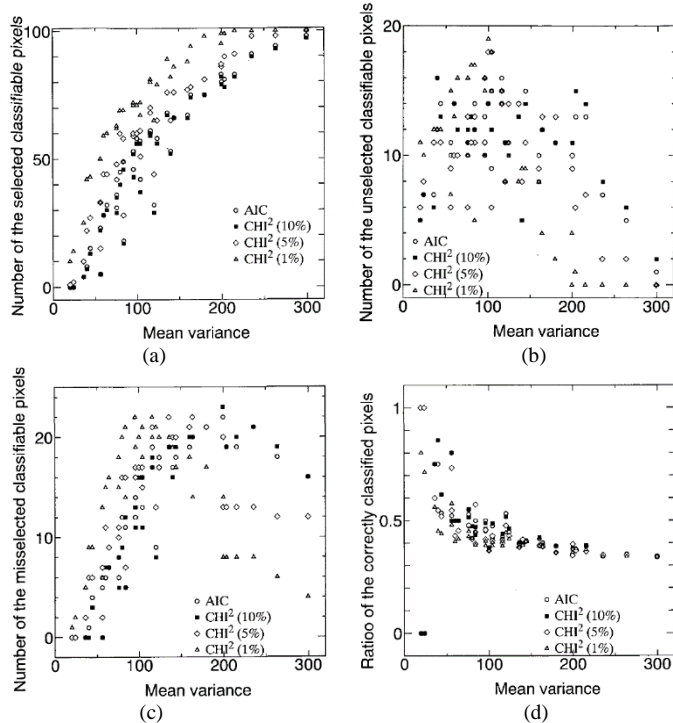 Number of the selected classifiable pixels
100
50
0
0
100
200
300
AIC
CHI² (10%)
CHI² (5%)
CHI² (1%)
Mean variance
(a)
Number of the unselected classifiable pixels
20
10
0
0
100
200
300
AIC
CHI² (10%)
CHI² (5%)
CHI² (1%)
Mean variance
(b)
Number of the misselected classifiable pixels
20
10
0
0
100
200
300
AIC
CHI² (10%)
CHI² (5%)
CHI² (1%)
Mean variance
(c)
Ratioo of the correctly classified pixels
1
0.5
0
0
100
200
300
AIC
CHI² (10%)
CHI² (5%)
CHI² (1%)
Mean variance
(d)